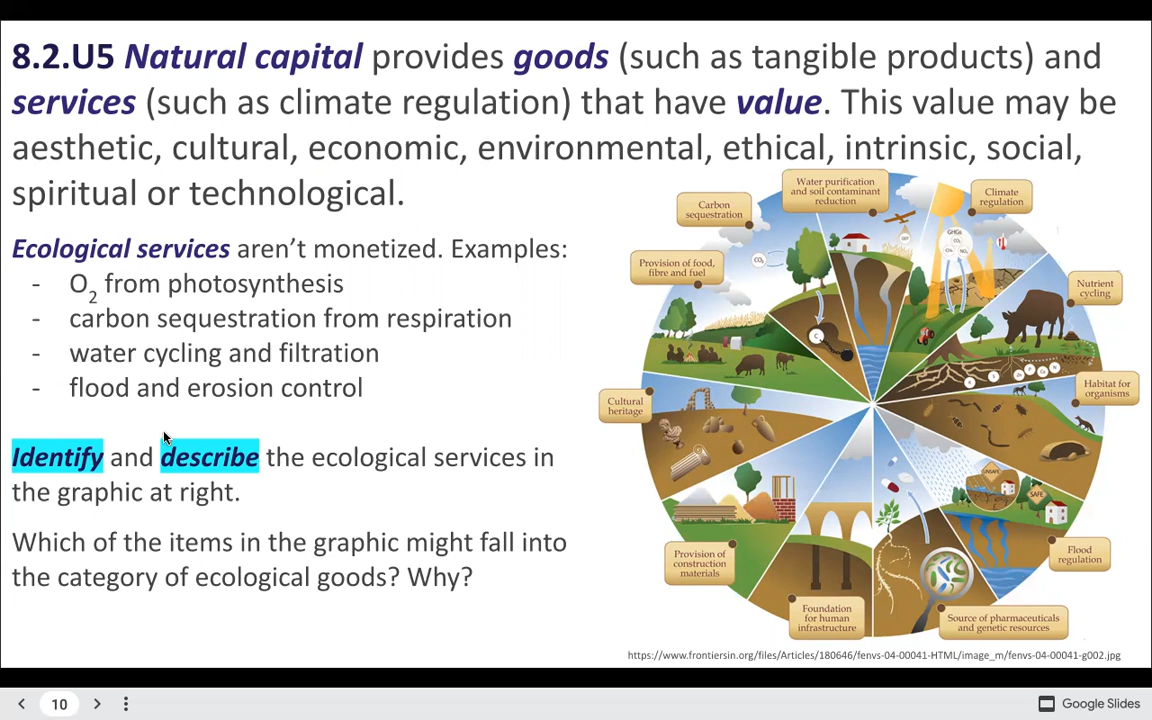 8.2.U5 Natural capital provides goods (such as tangible products) and
services (such as climate regulation) that have value. This value may be
aesthetic, cultural, economic, environmental, ethical, intrinsic, social,
spiritual or technological.
Ecological services aren't monetized. Examples:
- O2 from photosynthesis
- carbon sequestration from respiration
- water cycling and filtration
- flood and erosion control
Identify and describe the ecological services in
the graphic at right.
Which of the items in the graphic might fall into
the category of ecological goods? Why?
Water purification
and soil contaminant
reduction
Climate
regulation
Carbon
sequestration
Provision of food,
fibre and fuel
Nutrient
cycling
Habitat for
organisms
Cultural
heritage
Flood
regulation
Provision of
construction
materials
Foundation
for human
infrastructure
Source of pharmaceuticals
and genetic resources
GHGs
CO2
CO2
C
UNSAFE
SAFE
https://www.frontiersin.org/files/Articles/180646/fenvs-04-00041-HTML/image_m/fenvs-04-00041-g002.jpg
10
Google Slides